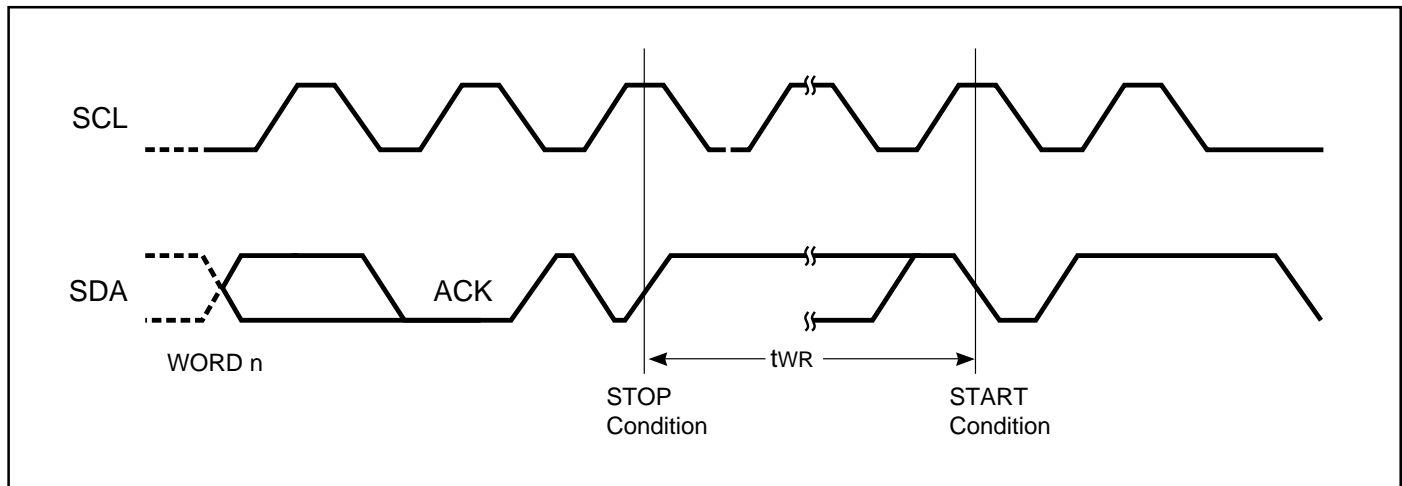 SCL
SDA
ACK
WORD n
tWR
STOP
Condition
START
Condition